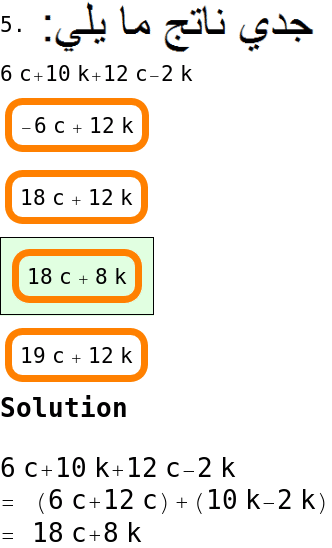 5. جدي ناتج ما يلي:
6 c+10 k+12 c−2 k
−6 c + 12 k
18 c + 12 k
18 c + 8 k
19 c + 12 k
Solution
6 c+10 k+12 c−2 k
= (6 c+12 c)+(10 k−2 k)
= 18 c+8 k